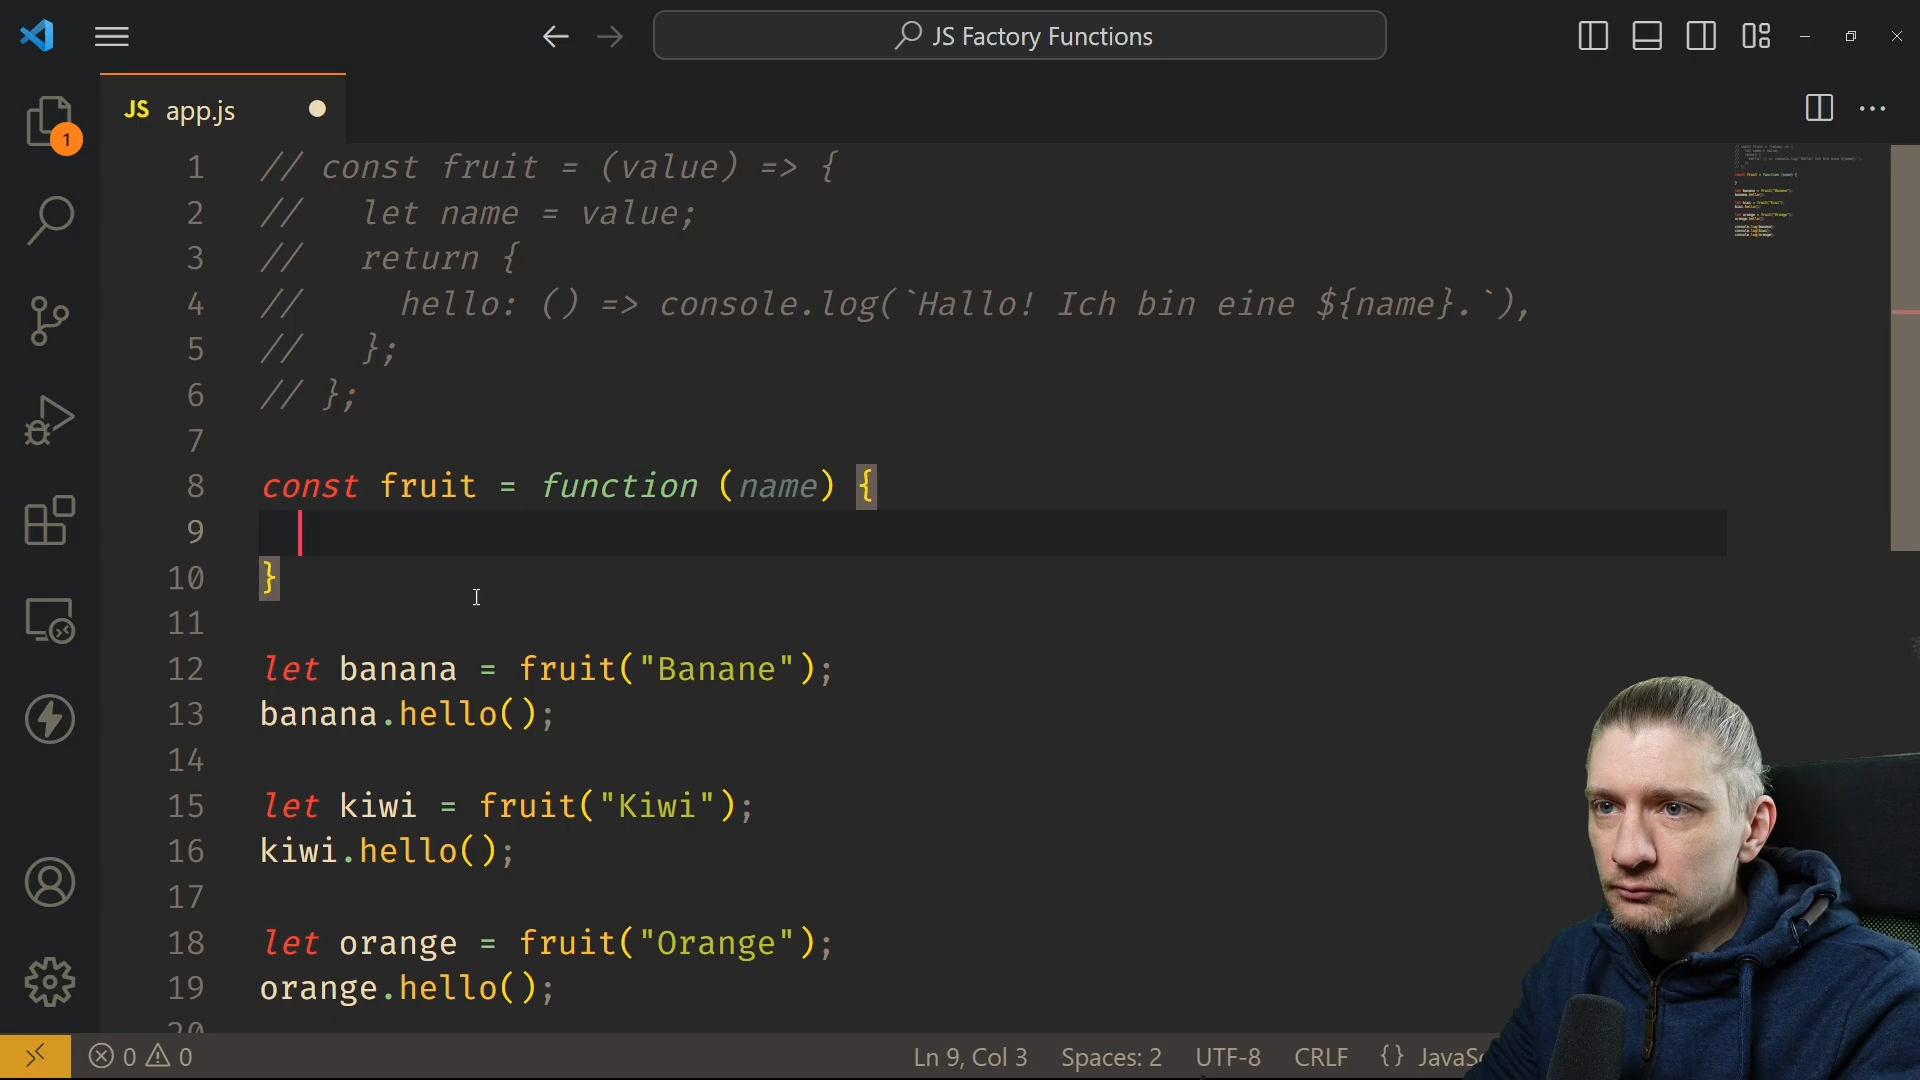 JS Factory Functions
JS app.js
1
1 // const fruit = (value) => {
2 //   let name = value;
3 //   return {
4 //     hello: () => console.log(`Hallo! Ich bin eine ${name}.`),
5 //   };
6 // };
7
8 const fruit = function (name) {
9
10 }
11
12 let banana = fruit("Banane");
13 banana.hello();
14
15 let kiwi = fruit("Kiwi");
16 kiwi.hello();
17
18 let orange = fruit("Orange");
19 orange.hello();
20
0 0 Ln 9, Col 3 Spaces: 2 UTF-8 CRLF {}